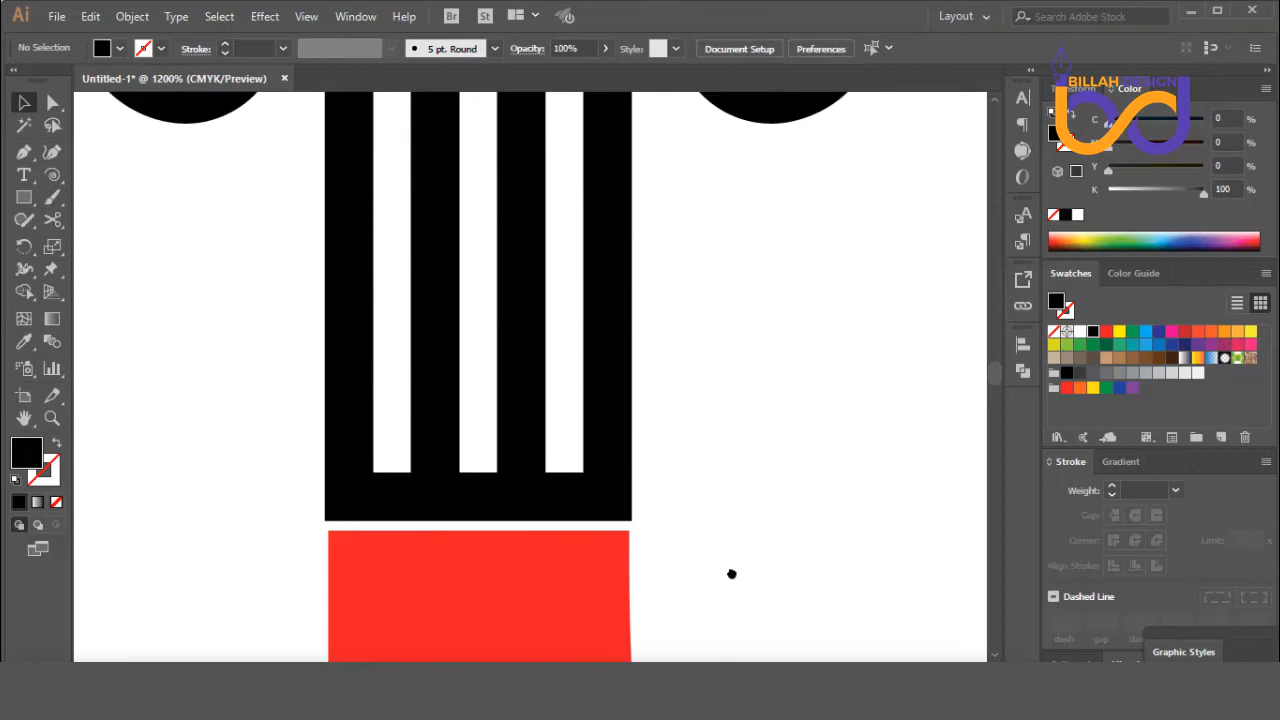 Ai File Edit Object Type Select Effect View Window Help Br St Layout Search Adobe Stock
No Selection Stroke: 5 pt. Round Opacity: 100% Style: Document Setup Preferences
Untitled-1* @ 1200% (CMYK/Preview)
BILLAH DESIGN
Transform Color
C 0 %
0 %
Y 0 %
K 100 %
Swatches Color Guide
Stroke Gradient
Weight:
Cap:
Corner: Limit: x
Align Stroke:
Dashed Line
dash gap
Graphic Styles